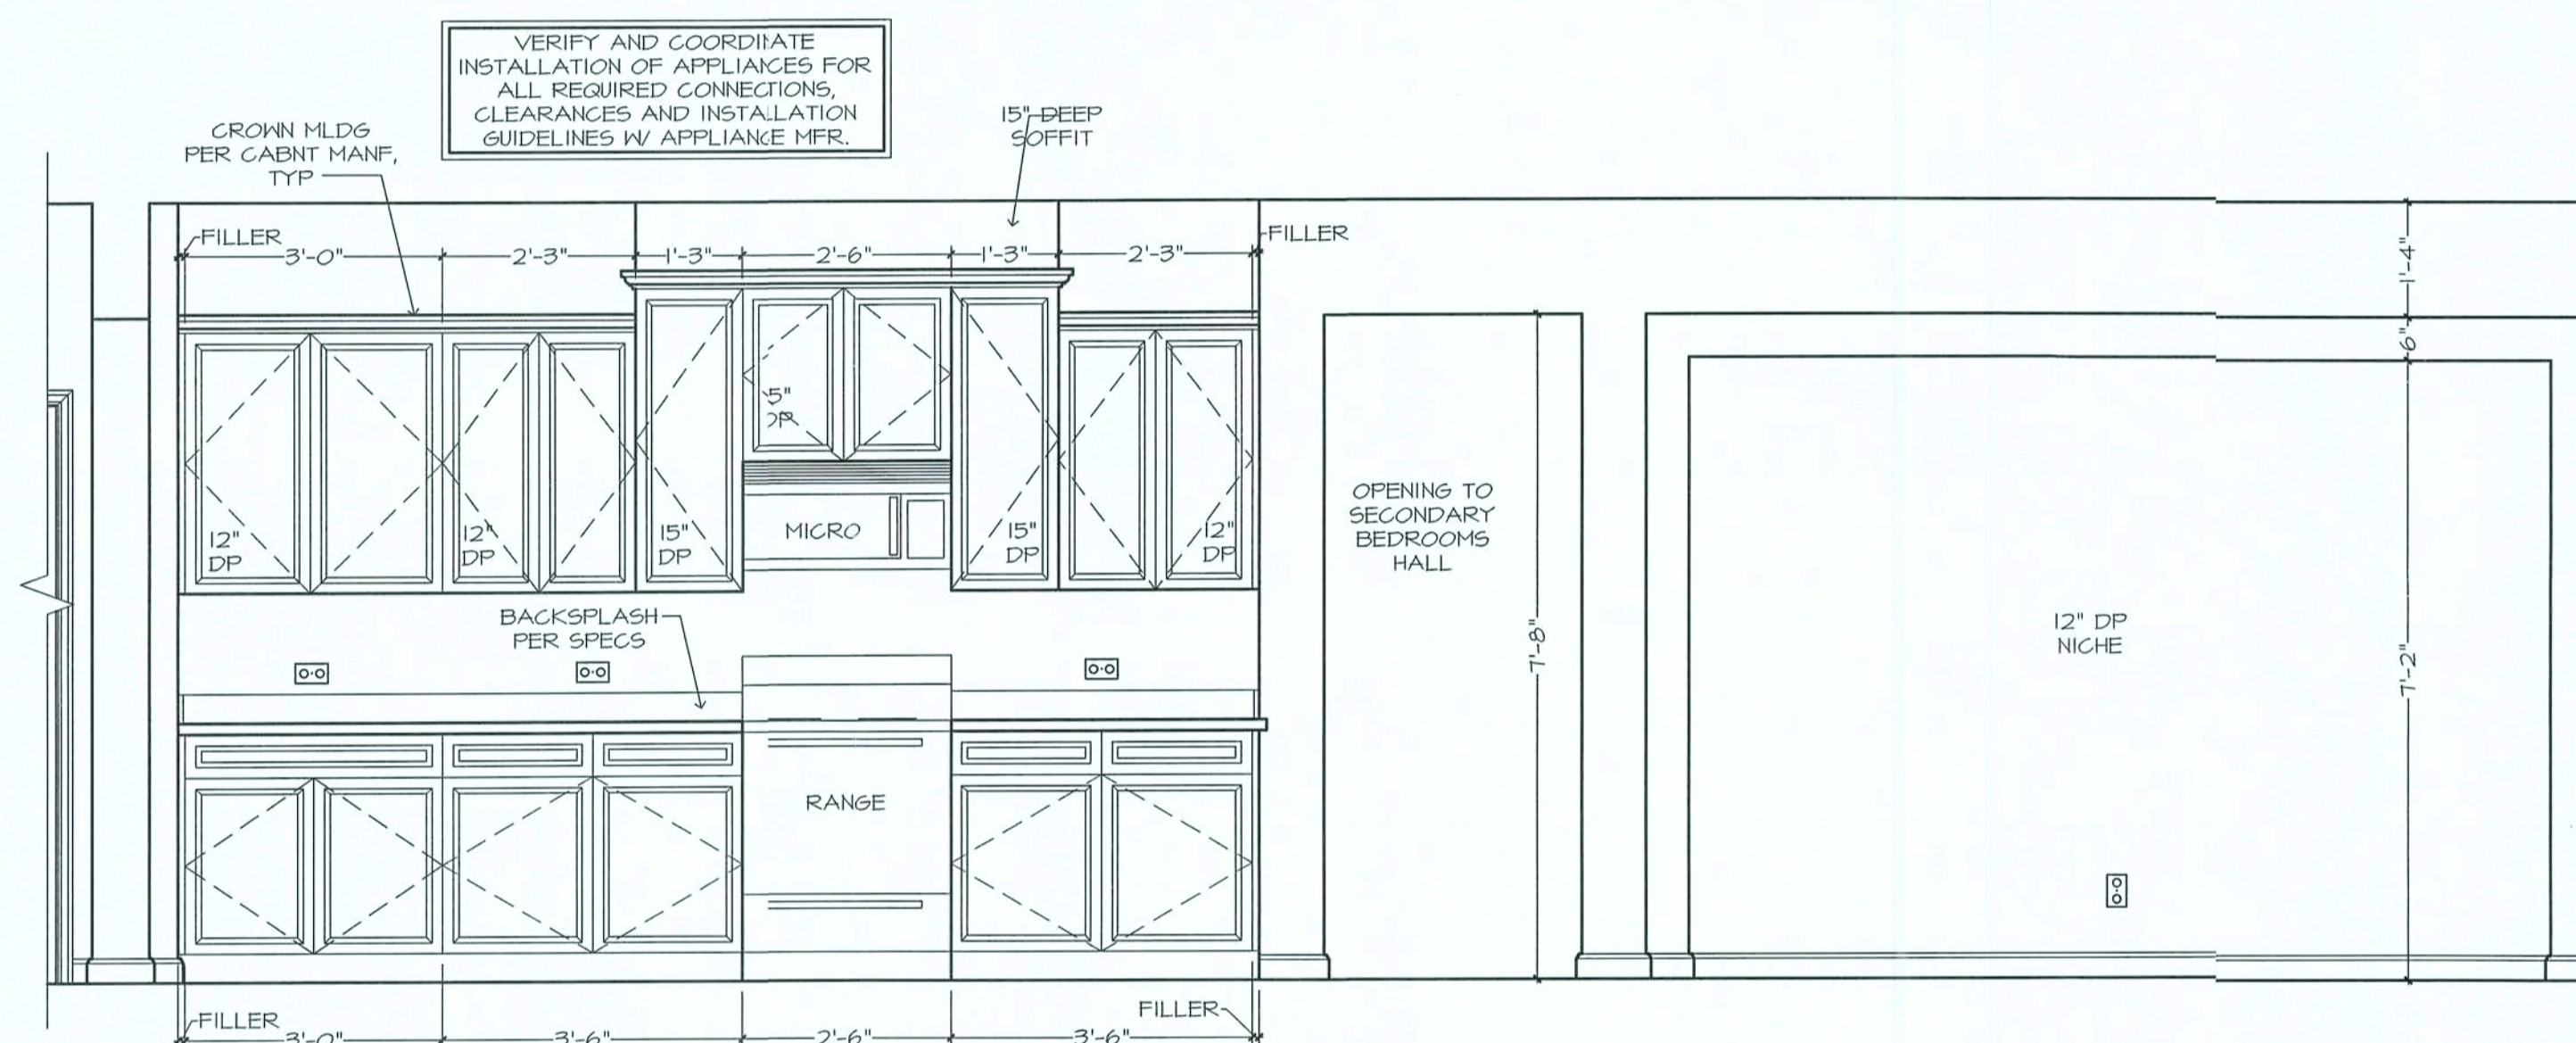 VERIFY AND COORDINATE
INSTALLATION OF APPLIANCES FOR
ALL REQUIRED CONNECTIONS,
CLEARANCES AND INSTALLATION
GUIDELINES W/ APPLIANCE MFR.
CROWN MLDG
PER CABNT MANF,
TYP
15" DEEP
SOFFIT
FILLER
3'-0"
2'-3"
1'-3"
2'-6"
1'-3"
2'-3"
FILLER
1'-4"
6"
5"
DP
12"
DP
12"
DP
15"
DP
MICRO
15"
DP
12"
DP
OPENING TO
SECONDARY
BEDROOMS
HALL
BACKSPLASH
PER SPECS
7'-8"
12" DP
NICHE
7'-2"
RANGE
FILLER
FILLER
3'-0"
3'-6"
2'-6"
3'-6"